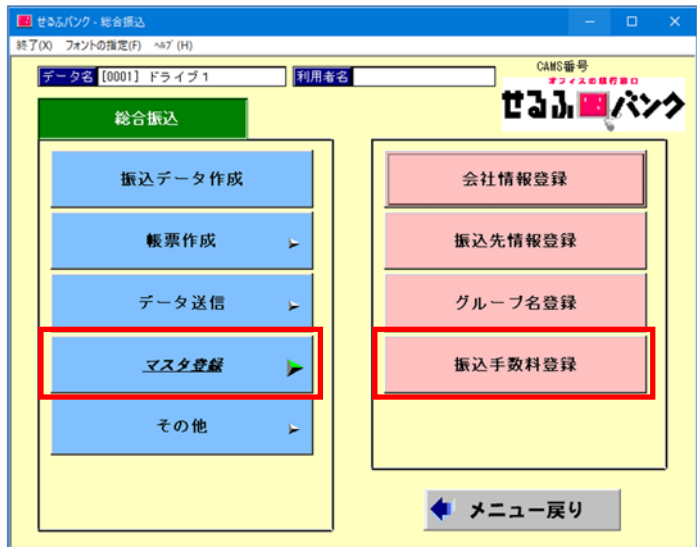 せるふバンク - 総合振込
終了(X) フォントの指定(F) ﾍﾙﾌﾟ(H)
データ名 [0001] ドライブ1 利用者名 CAMS番号
オフィスの銀行窓口
せるふバンク
総合振込
振込データ作成
帳票作成
データ送信
マスタ登録
その他
会社情報登録
振込先情報登録
グループ名登録
振込手数料登録
メニュー戻り